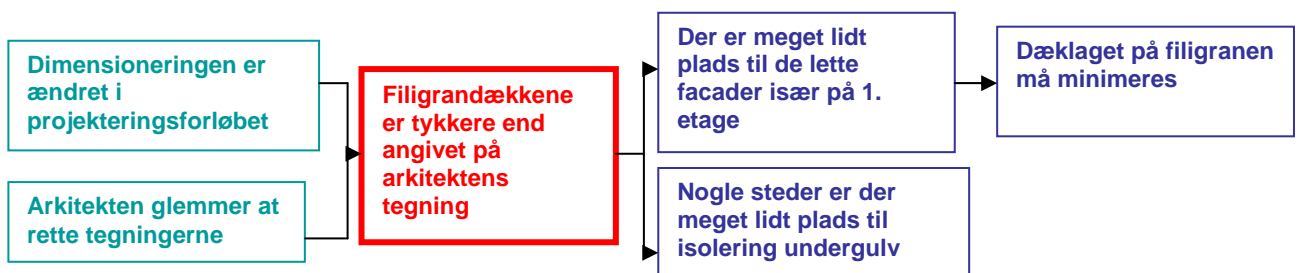 Dimensioneringen er
ændret i
projekteringsforløbet
Arkitekten glemmer at
rette tegningerne
Filigrandækkene
er tykkere end
angivet på
arkitektens
tegning
Der er meget lidt
plads til de lette
facader især på 1.
etage
Nogle steder er der
meget lidt plads til
isolering undergulv
Dæklaget på filigranen
må minimeres